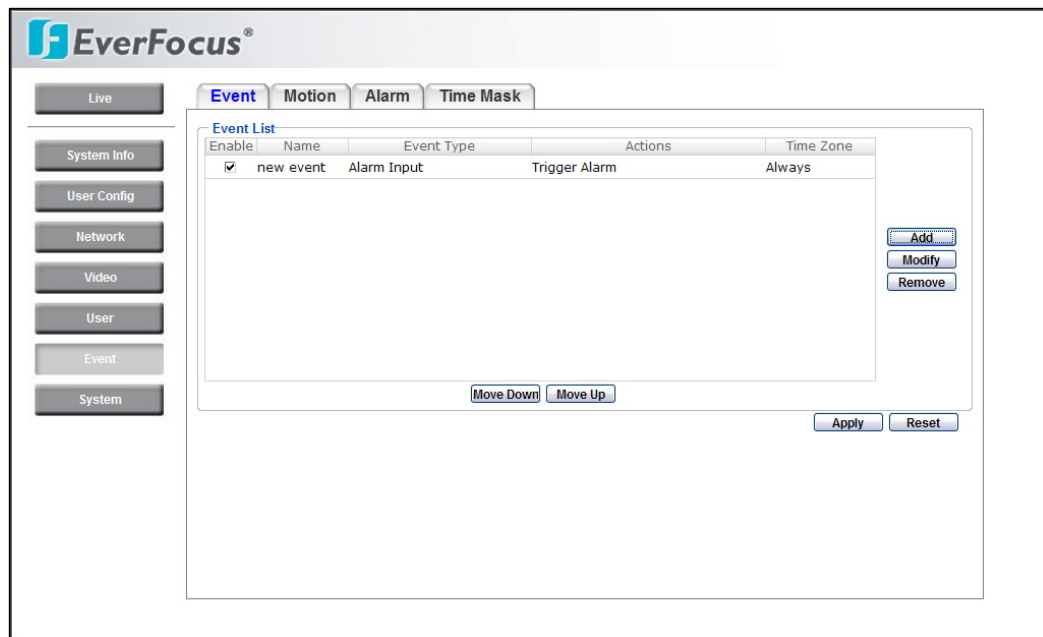 EverFocus®
Live
System Info
User Config
Network
Video
User
Event
System
Event Motion Alarm Time Mask
Event List
Enable Name Event Type Actions Time Zone
new event Alarm Input Trigger Alarm Always
Add
Modify
Remove
Move Down Move Up
Apply Reset